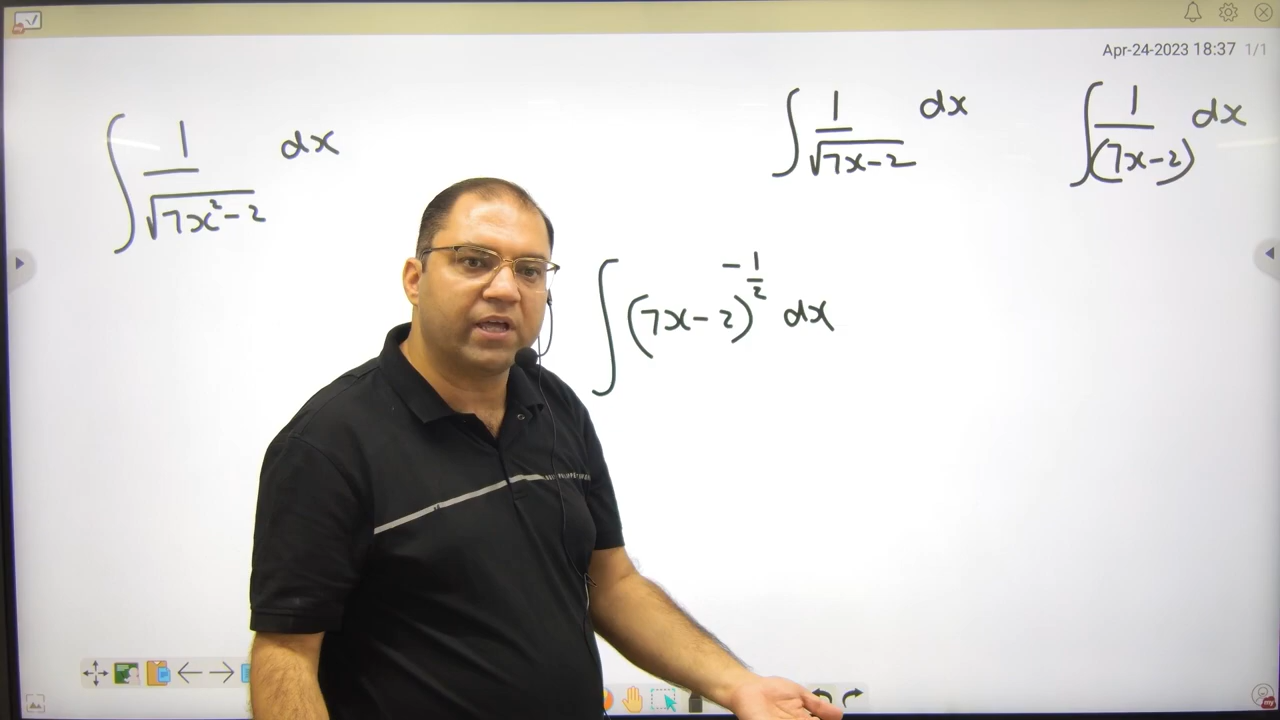 Apr-24-2023 18:37 1/1
∫ 1/√(7x²-2) dx
∫ 1/√(7x-2) dx
∫ 1/(7x-2) dx
∫ (7x-2)^(-1/2) dx